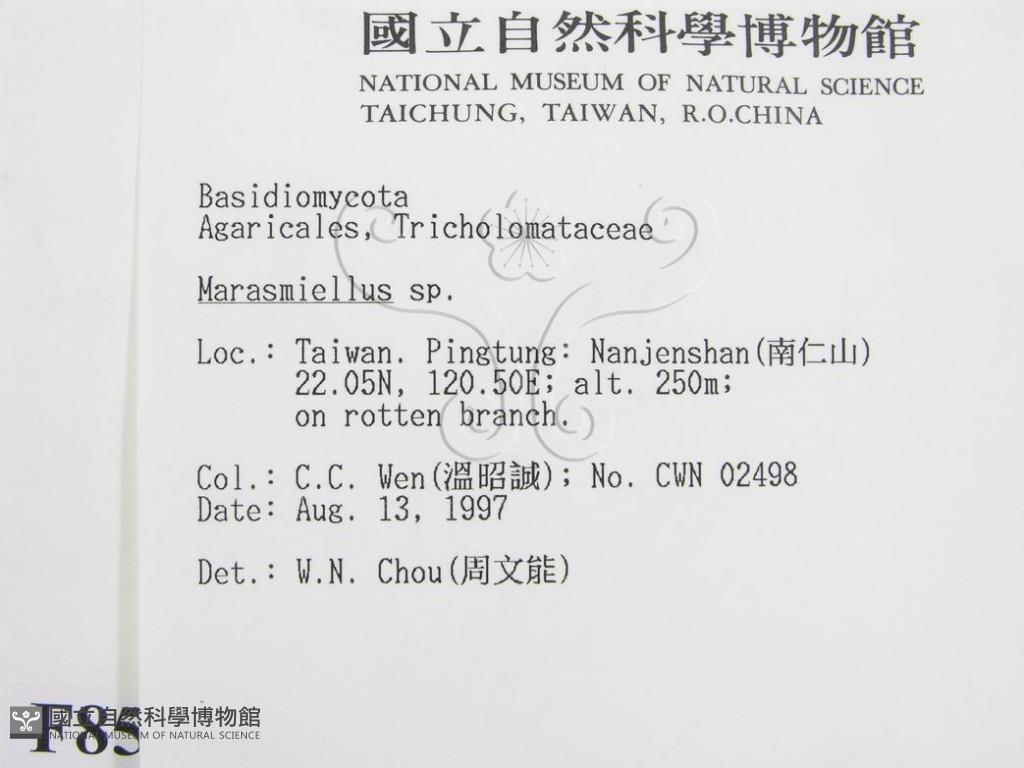 國立自然科學博物館
NATIONAL MUSEUM OF NATURAL SCIENCE
TAICHUNG, TAIWAN, R.O.CHINA
Basidiomycota
Agaricales, Tricholomataceae
Marasmiellus sp.
Loc.: Taiwan. Pingtung: Nanjenshan(南仁山)
22.05N, 120.50E; alt. 250m;
on rotten branch.
Col.: C.C. Wen(溫昭誠); No. CWN 02498
Date: Aug. 13, 1997
Det.: W.N. Chou(周文能)
F85
國立自然科學博物館
NATIONAL MUSEUM OF NATURAL SCIENCE